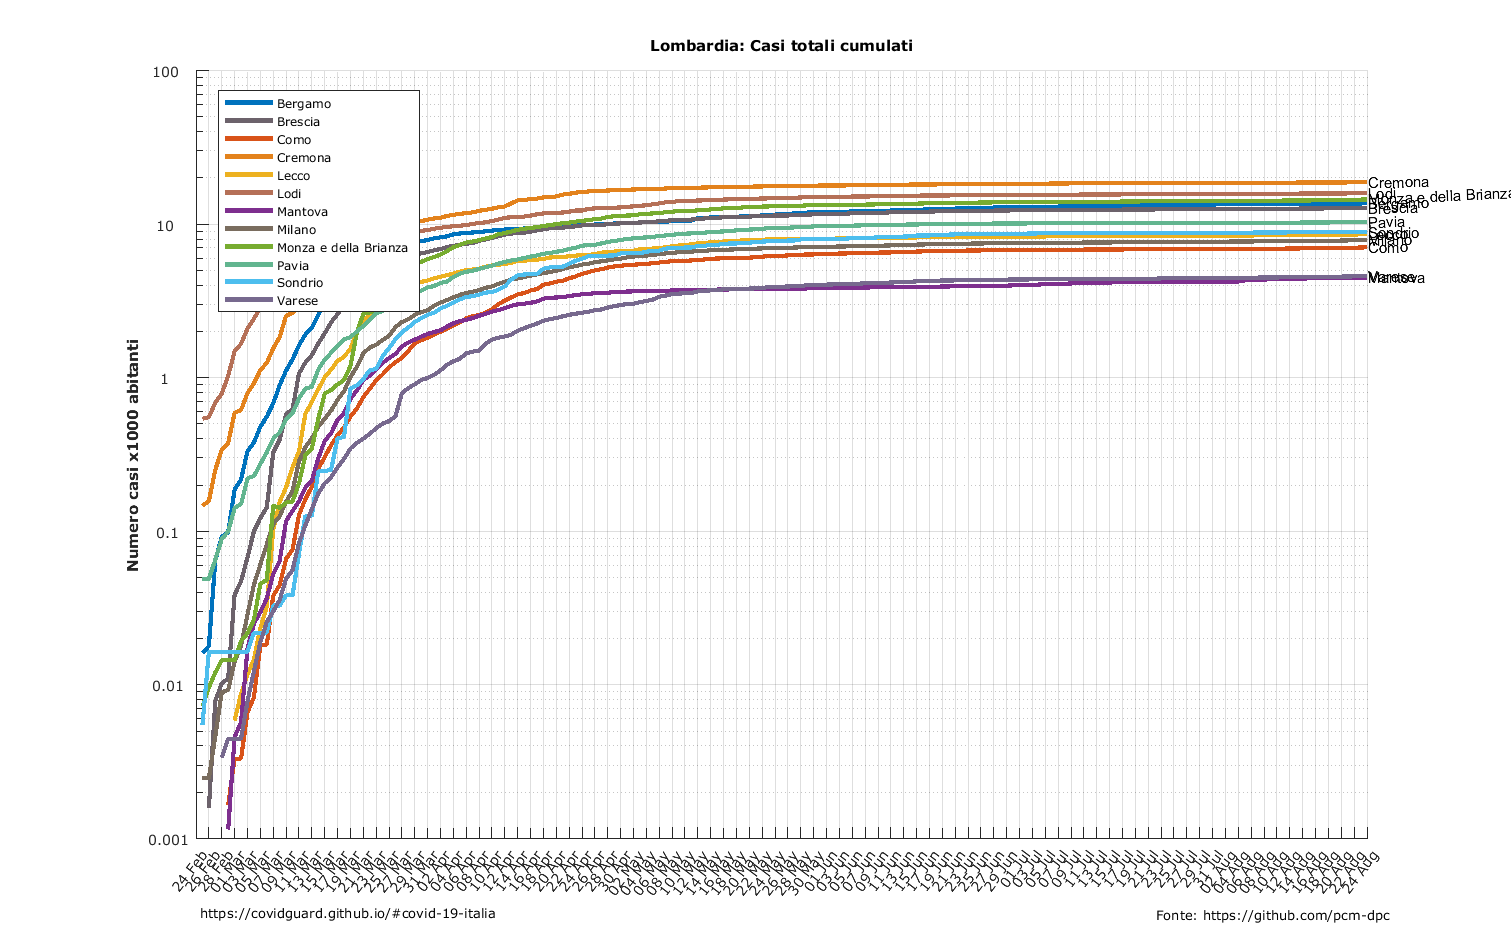 Lombardia: Casi totali cumulati
Numero casi x1000 abitanti
100
10
1
0.1
0.01
0.001
Bergamo
Brescia
Como
Cremona
Lecco
Lodi
Mantova
Milano
Monza e della Brianza
Pavia
Sondrio
Varese
Cremona
Lodi
Monza e della Brianza
Bergamo
Brescia
Pavia
Sondrio
Milano
Como
Varese
Mantova
24 Feb
26 Feb
28 Feb
01 Mar
03 Mar
05 Mar
07 Mar
09 Mar
11 Mar
13 Mar
15 Mar
17 Mar
19 Mar
21 Mar
23 Mar
25 Mar
27 Mar
29 Mar
31 Mar
02 Apr
04 Apr
06 Apr
08 Apr
10 Apr
12 Apr
14 Apr
16 Apr
18 Apr
20 Apr
22 Apr
24 Apr
26 Apr
28 Apr
30 Apr
02 May
04 May
06 May
08 May
10 May
12 May
14 May
16 May
18 May
20 May
22 May
24 May
26 May
28 May
30 May
01 Jun
03 Jun
05 Jun
07 Jun
09 Jun
11 Jun
13 Jun
15 Jun
17 Jun
19 Jun
21 Jun
23 Jun
25 Jun
27 Jun
29 Jun
01 Jul
03 Jul
05 Jul
07 Jul
09 Jul
11 Jul
13 Jul
15 Jul
17 Jul
19 Jul
21 Jul
23 Jul
25 Jul
27 Jul
29 Jul
31 Jul
02 Aug
04 Aug
06 Aug
08 Aug
10 Aug
12 Aug
14 Aug
16 Aug
18 Aug
20 Aug
22 Aug
24 Aug
https://covidguard.github.io/#covid-19-italia
Fonte: https://github.com/pcm-dpc